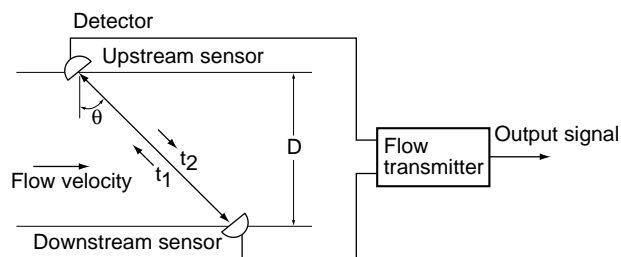 Detector
Upstream sensor
θ
D
t2
t1
Flow velocity
Downstream sensor
Flow
transmitter
Output signal